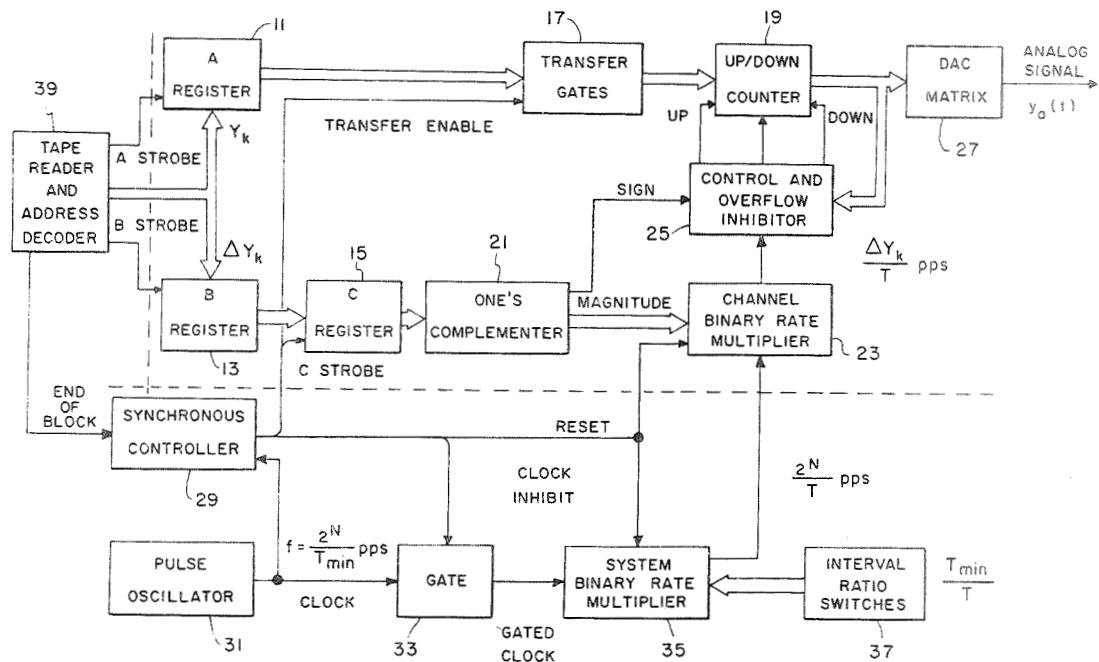 11
A
REGISTER
17
TRANSFER
GATES
19
UP/DOWN
COUNTER
DAC
MATRIX
27
ANALOG
SIGNAL
y_a(t)
39
TAPE
READER
AND
ADDRESS
DECODER
A STROBE
Y_k
B STROBE
ΔY_k
TRANSFER ENABLE
UP
DOWN
SIGN
CONTROL AND
OVERFLOW
INHIBITOR
25
B
REGISTER
13
15
C
REGISTER
C STROBE
21
ONE'S
COMPLEMENTER
MAGNITUDE
CHANNEL
BINARY RATE
MULTIPLIER
23
ΔY_k/T pps
END
OF
BLOCK
SYNCHRONOUS
CONTROLLER
29
RESET
CLOCK
INHIBIT
2^N/T pps
PULSE
OSCILLATOR
31
f = 2^N/T_min pps
CLOCK
GATE
33
GATED
CLOCK
SYSTEM
BINARY RATE
MULTIPLIER
35
INTERVAL
RATIO
SWITCHES
37
T_min/T